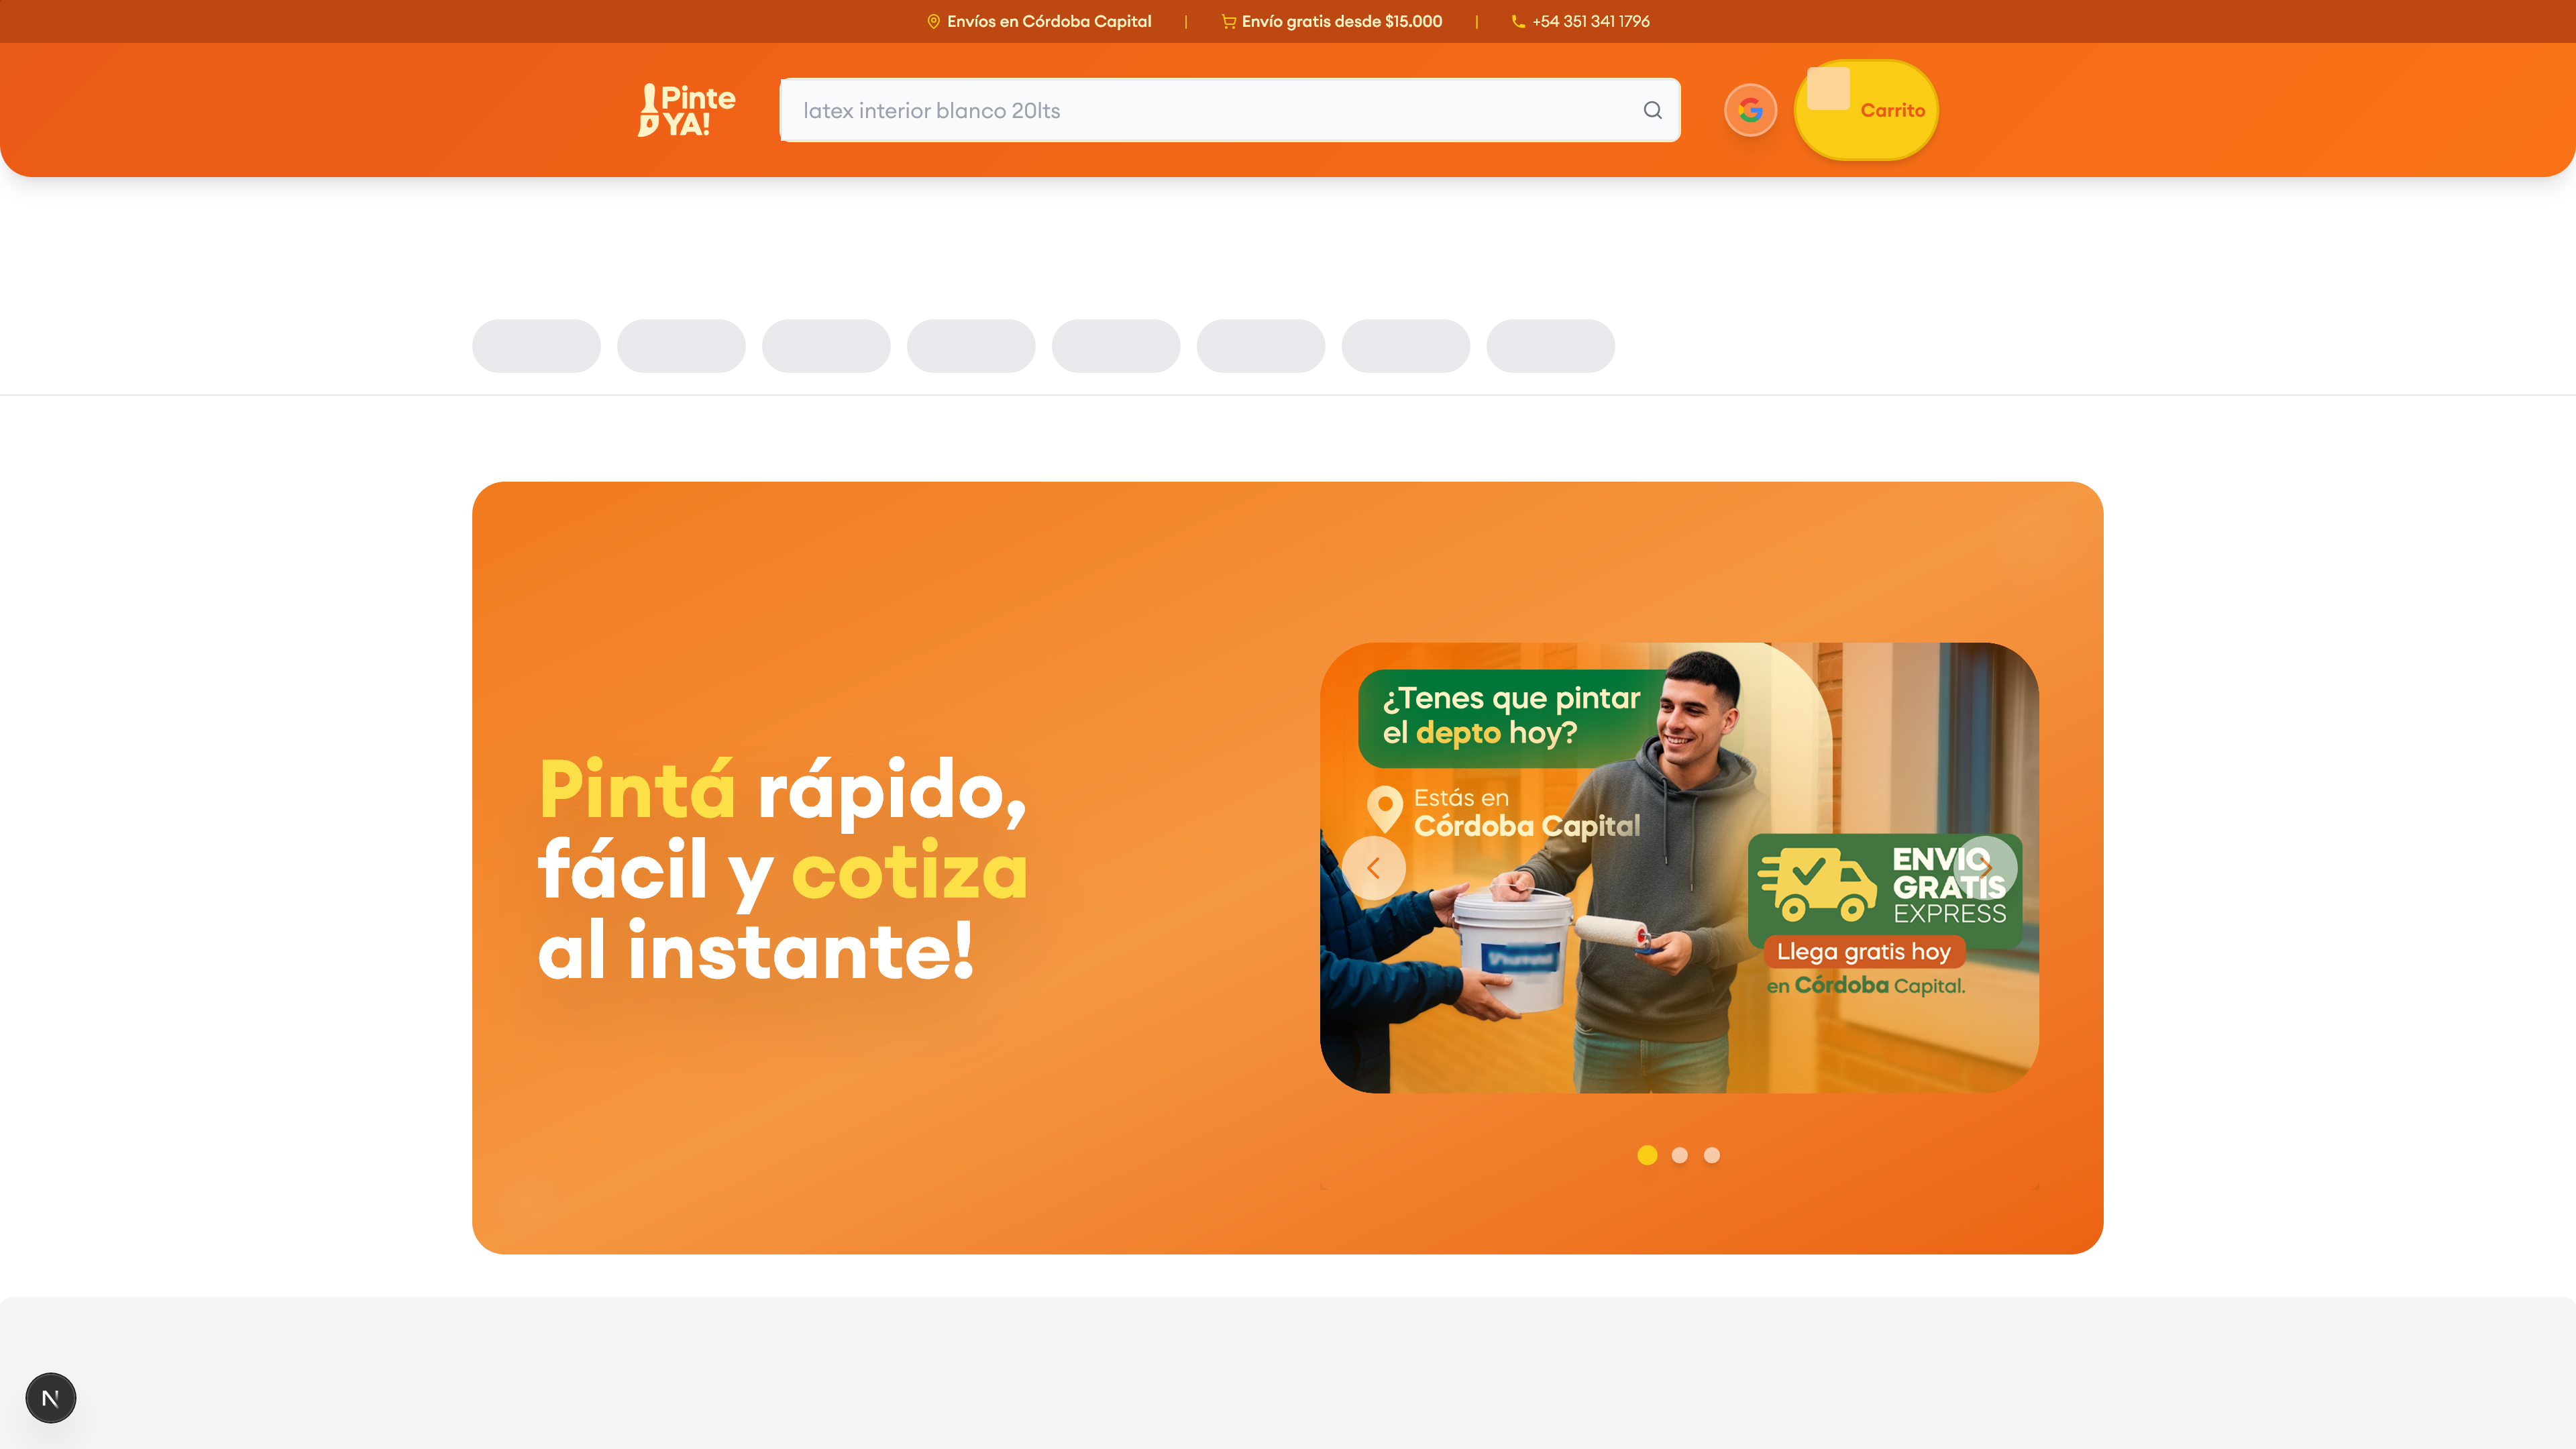 Envíos en Córdoba Capital | Envío gratis desde $15.000 | +54 351 341 1796
Pinte
YA!
latex interior blanco 20lts
Carrito
Pintá rápido,
fácil y cotiza
al instante!
¿Tenes que pintar
el depto hoy?
Estás en
Córdoba Capital
ENVIO
GRATIS
EXPRESS
Llega gratis hoy
en Córdoba Capital.
N